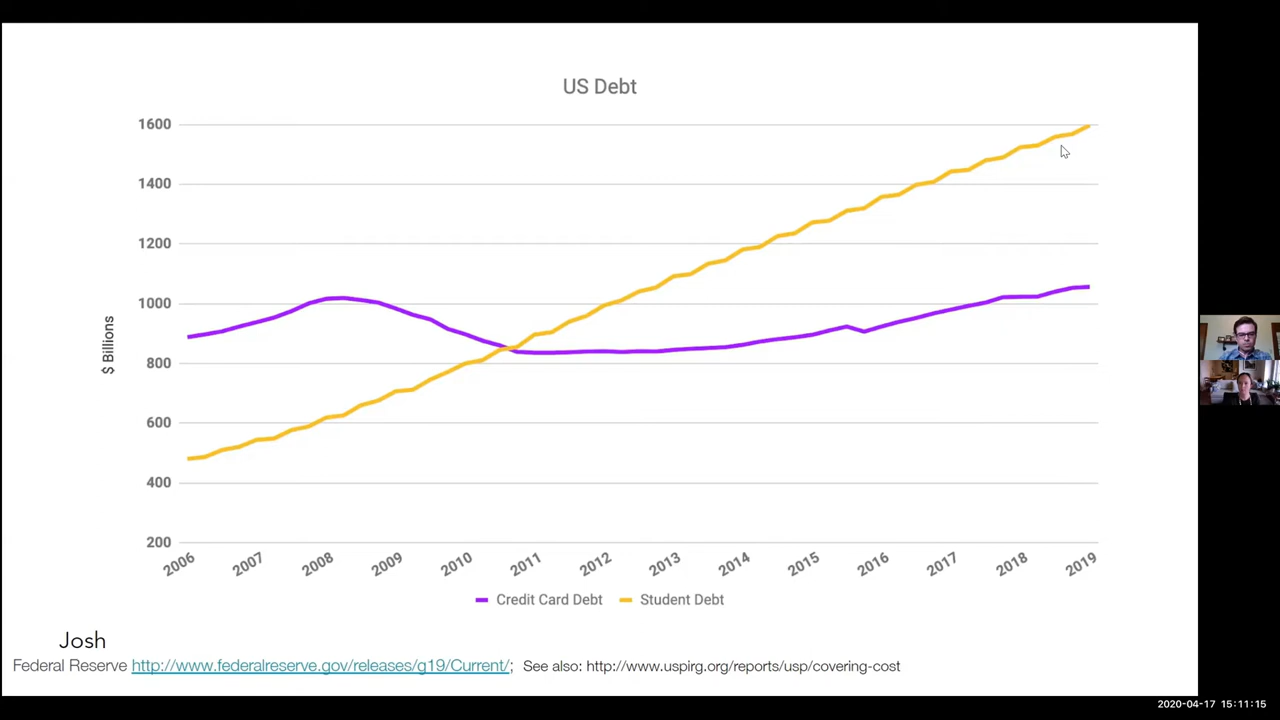 US Debt
1600
1400
1200
1000
800
600
400
200
$ Billions
2006 2007 2008 2009 2010 2011 2012 2013 2014 2015 2016 2017 2018 2019
Credit Card Debt Student Debt
Josh
Federal Reserve http://www.federalreserve.gov/releases/g19/Current/; See also: http://www.uspirg.org/reports/usp/covering-cost
2020-04-17 15:11:15